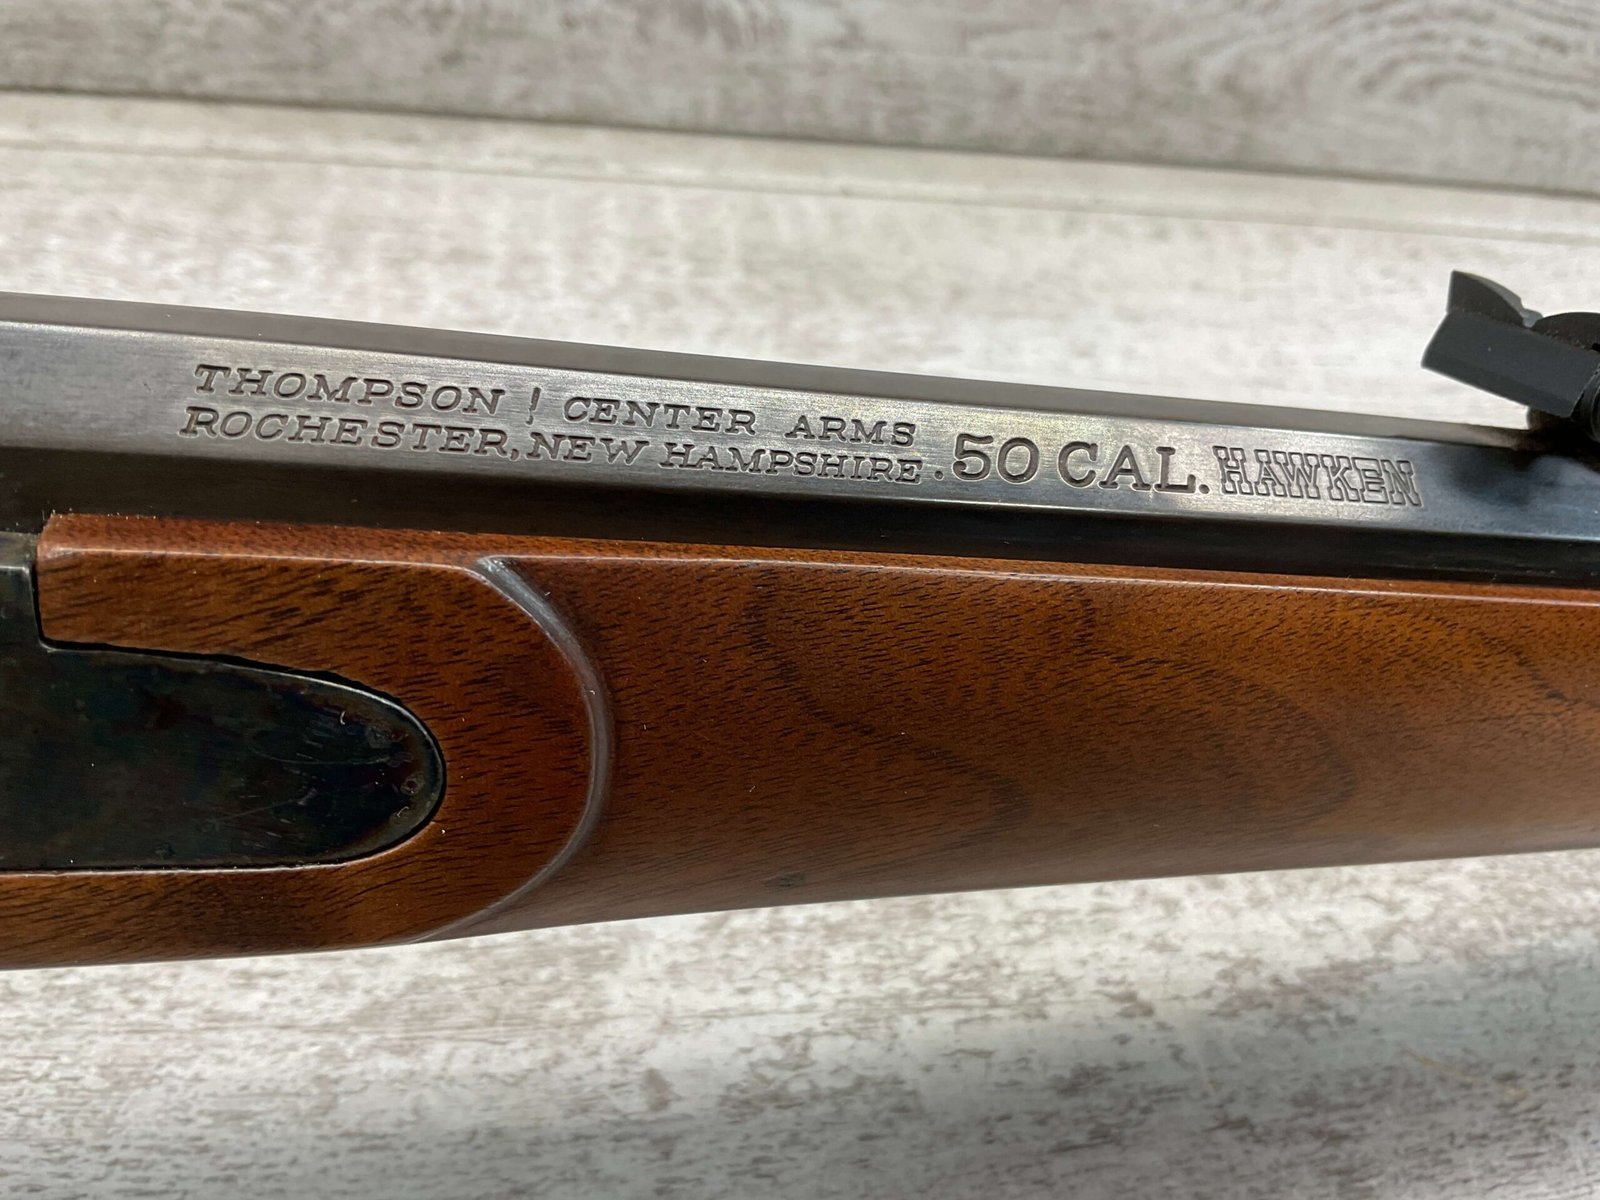 THOMPSON / CENTER ARMS
ROCHESTER, NEW HAMPSHIRE.
.50 CAL. HAWKEN